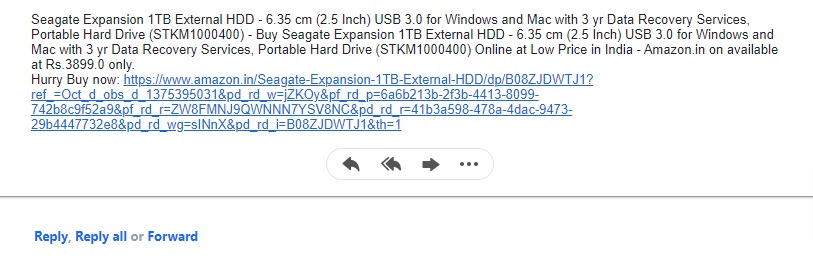 Seagate Expansion 1TB External HDD - 6.35 cm (2.5 Inch) USB 3.0 for Windows and Mac with 3 yr Data Recovery Services,
Portable Hard Drive (STKM1000400) - Buy Seagate Expansion 1TB External HDD - 6.35 cm (2.5 Inch) USB 3.0 for Windows and
Mac with 3 yr Data Recovery Services, Portable Hard Drive (STKM1000400) Online at Low Price in India - Amazon.in on available
at Rs.3899.0 only.
Hurry Buy now: https://www.amazon.in/Seagate-Expansion-1TB-External-HDD/dp/B08ZJDWTJ1?
ref_=Oct_d_obs_d_1375395031&pd_rd_w=jZKOy&pf_rd_p=6a6b213b-2f3b-4413-8099-
742b8c9f52a9&pf_rd_r=ZW8FMNJ9QWNNN7YSV8NC&pd_rd_r=41b3a598-478a-4dac-9473-
29b4447732e8&pd_rd_wg=sINnX&pd_rd_i=B08ZJDWTJ1&th=1
Reply, Reply all or Forward